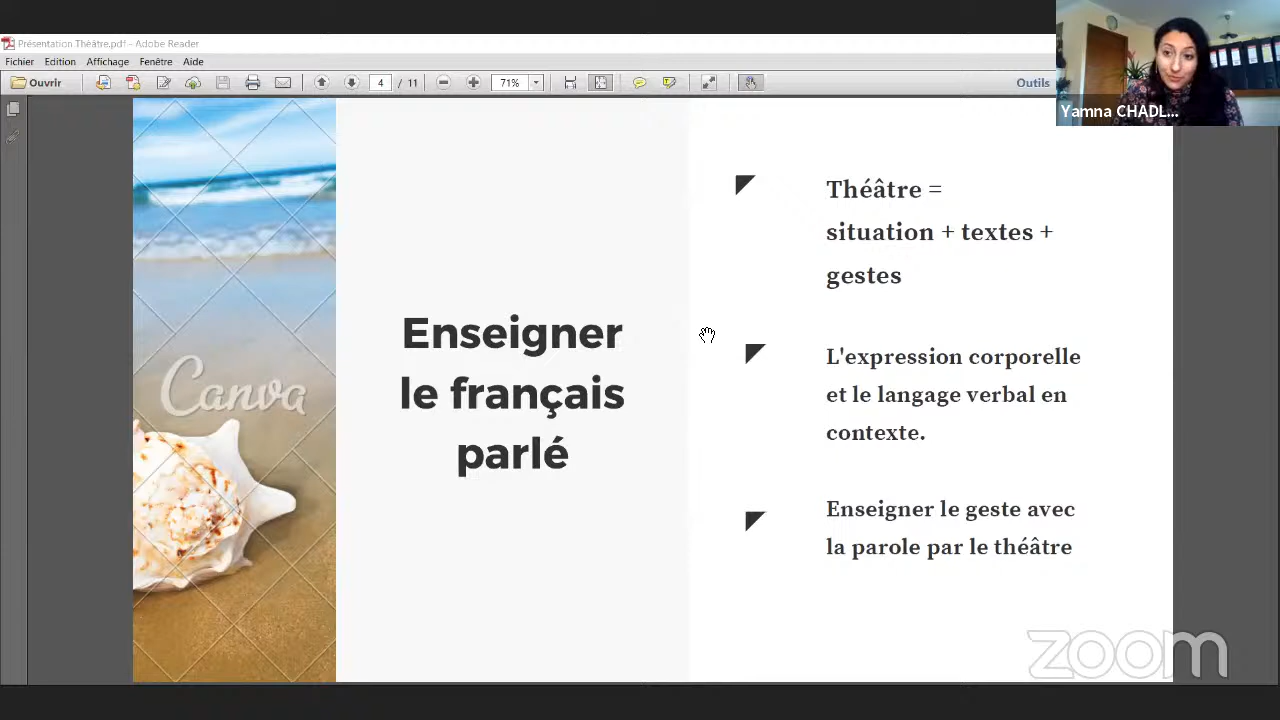 Présentation Théâtre.pdf - Adobe Reader
Fichier Edition Affichage Fenêtre Aide
Ouvrir 4 / 11 71% Outils
Yamna CHADL...
Canva
Enseigner
le français
parlé
Théâtre =
situation + textes +
gestes
L'expression corporelle
et le langage verbal en
contexte.
Enseigner le geste avec
la parole par le théâtre
zoom